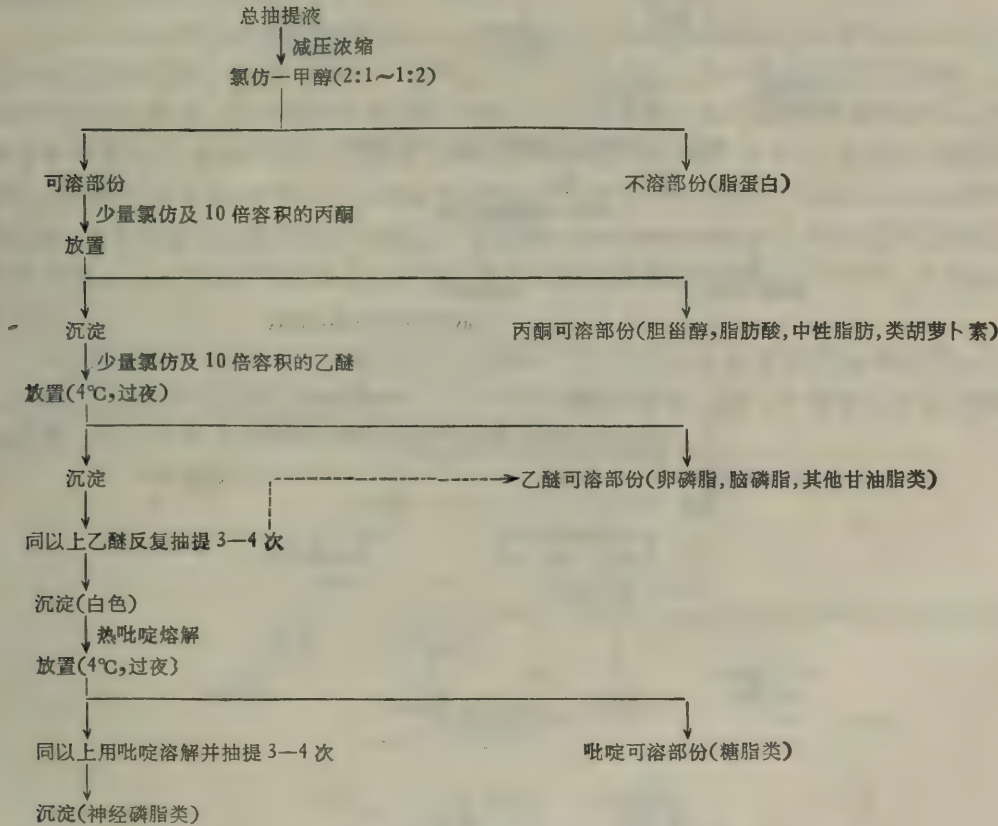 总抽提液
减压浓缩
氯仿—甲醇(2:1～1:2)
可溶部份
不溶部份(脂蛋白)
少量氯仿及 10 倍容积的丙酮
放置
沉淀
丙酮可溶部份(胆甾醇,脂肪酸,中性脂肪,类胡萝卜素)
少量氯仿及 10 倍容积的乙醚
放置(4℃,过夜)
沉淀
乙醚可溶部份(卵磷脂,脑磷脂,其他甘油脂类)
同以上乙醚反复抽提 3—4 次
沉淀(白色)
热吡啶熔解
放置(4℃,过夜}
同以上用吡啶溶解并抽提 3—4 次
吡啶可溶部份(糖脂类)
沉淀(神经磷脂类)